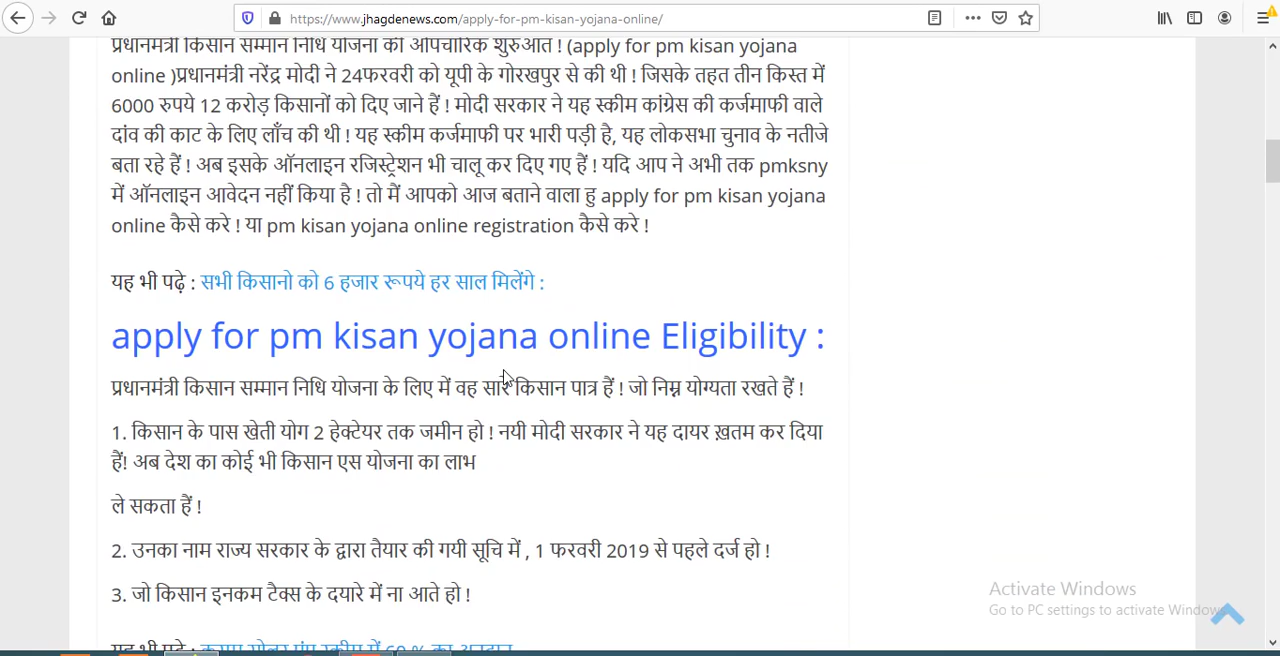 https://www.jhagdenews.com/apply-for-pm-kisan-yojana-online/
प्रधानमंत्री किसान सम्मान निधि योजना की औपचारिक शुरुआत ! (apply for pm kisan yojana
online )प्रधानमंत्री नरेंद्र मोदी ने 24फरवरी को यूपी के गोरखपुर से की थी ! जिसके तहत तीन किस्त में
6000 रुपये 12 करोड़ किसानों को दिए जाने हैं ! मोदी सरकार ने यह स्कीम कांग्रेस की कर्जमाफी वाले
दांव की काट के लिए लॉंच की थी ! यह स्कीम कर्जमाफी पर भारी पड़ी है, यह लोकसभा चुनाव के नतीजे
बता रहे हैं ! अब इसके ऑनलाइन रजिस्ट्रेशन भी चालू कर दिए गए हैं ! यदि आप ने अभी तक pmksny
में ऑनलाइन आवेदन नहीं किया है ! तो मैं आपको आज बताने वाला हु apply for pm kisan yojana
online कैसे करे ! या pm kisan yojana online registration कैसे करे !
यह भी पढ़े : सभी किसानो को 6 हजार रूपये हर साल मिलेंगे :
apply for pm kisan yojana online Eligibility :
प्रधानमंत्री किसान सम्मान निधि योजना के लिए में वह सारे किसान पात्र हैं ! जो निम्न योग्यता रखते हैं !
1. किसान के पास खेती योग 2 हेक्टेयर तक जमीन हो ! नयी मोदी सरकार ने यह दायर ख़तम कर दिया
हैं! अब देश का कोई भी किसान एस योजना का लाभ
ले सकता हैं !
2. उनका नाम राज्य सरकार के द्वारा तैयार की गयी सूचि में , 1 फरवरी 2019 से पहले दर्ज हो !
3. जो किसान इनकम टैक्स के दयारे में ना आते हो !
Activate Windows
Go to PC settings to activate Windows
यह भी पढ़े : कुसुम सोलर पंप स्कीम में 60 % का अनुदान